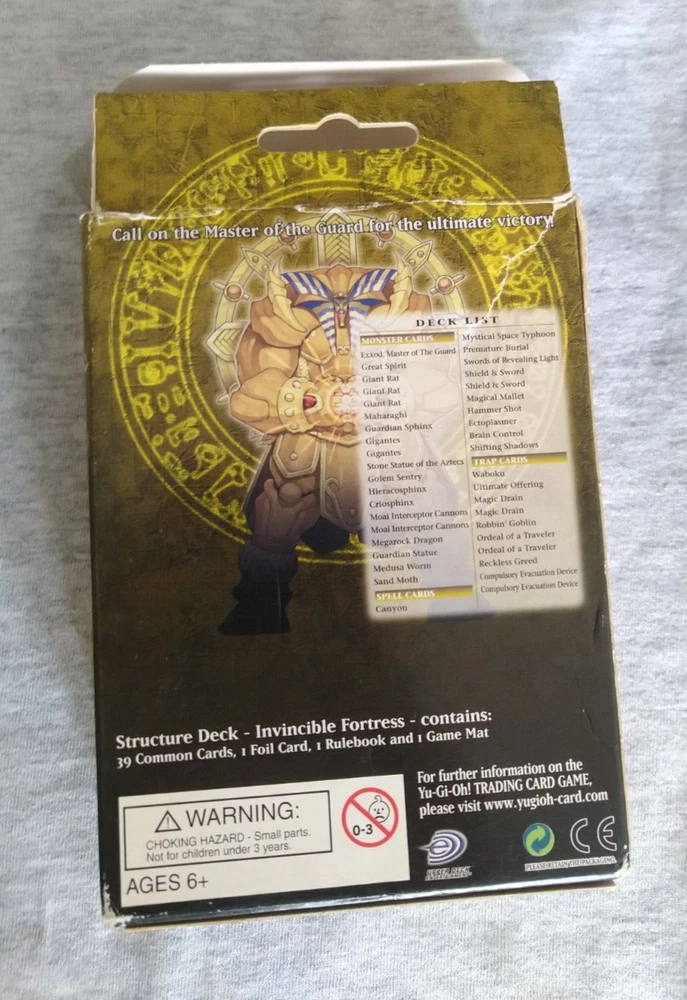 Call on the Master of the Guard for the ultimate victory!
DECK LIST
MONSTER CARDS
Exxod, Master of The Guard
Great Spirit
Giant Rat
Giant Rat
Giant Rat
Maharaghi
Guardian Sphinx
Gigantes
Gigantes
Stone Statue of the Aztecs
Golem Sentry
Hieracosphinx
Criosphinx
Moai Interceptor Cannons
Moai Interceptor Cannons
Megarock Dragon
Guardian Statue
Medusa Worm
Sand Moth
SPELL CARDS
Canyon
Mystical Space Typhoon
Premature Burial
Swords of Revealing Light
Shield & Sword
Shield & Sword
Magical Mallet
Hammer Shot
Ectoplasmer
Brain Control
Shifting Shadows
TRAP CARDS
Waboku
Ultimate Offering
Magic Drain
Magic Drain
Robbin' Goblin
Ordeal of a Traveler
Ordeal of a Traveler
Reckless Greed
Compulsory Evacuation Device
Compulsory Evacuation Device
Structure Deck - Invincible Fortress - contains:
39 Common Cards, 1 Foil Card, 1 Rulebook and 1 Game Mat
WARNING:
CHOKING HAZARD - Small parts.
Not for children under 3 years.
AGES 6+
0-3
For further information on the
Yu-Gi-Oh! TRADING CARD GAME,
please visit www.yugioh-card.com
UPPER DECK
ENTERTAINMENT
PLEASE RETAIN THE PACKAGING
CE